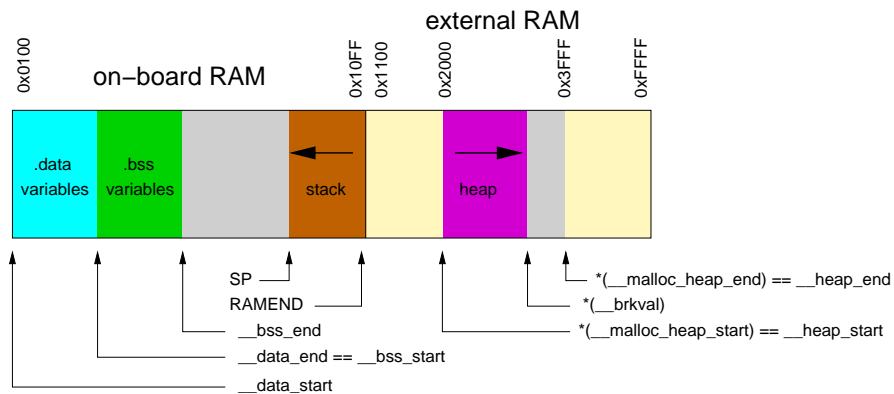 external RAM
on−board RAM
0x0100
0x10FF
0x1100
0x2000
0x3FFF
0xFFFF
.data
variables
.bss
variables
stack
heap
SP
RAMEND
__bss_end
__data_end == __bss_start
__data_start
*(__malloc_heap_end) == __heap_end
*(__brkval)
*(__malloc_heap_start) == __heap_start